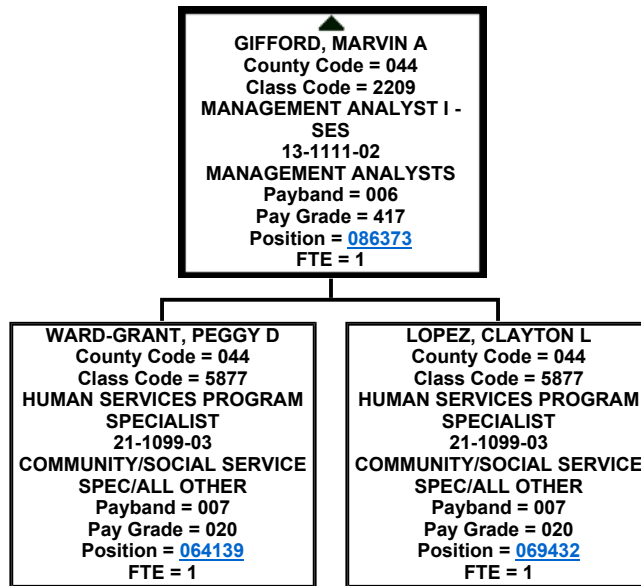 GIFFORD, MARVIN A
County Code = 044
Class Code = 2209
MANAGEMENT ANALYST I -
SES
13-1111-02
MANAGEMENT ANALYSTS
Payband = 006
Pay Grade = 417
Position = 086373
FTE = 1
WARD-GRANT, PEGGY D
County Code = 044
Class Code = 5877
HUMAN SERVICES PROGRAM
SPECIALIST
21-1099-03
COMMUNITY/SOCIAL SERVICE
SPEC/ALL OTHER
Payband = 007
Pay Grade = 020
Position = 064139
FTE = 1
LOPEZ, CLAYTON L
County Code = 044
Class Code = 5877
HUMAN SERVICES PROGRAM
SPECIALIST
21-1099-03
COMMUNITY/SOCIAL SERVICE
SPEC/ALL OTHER
Payband = 007
Pay Grade = 020
Position = 069432
FTE = 1